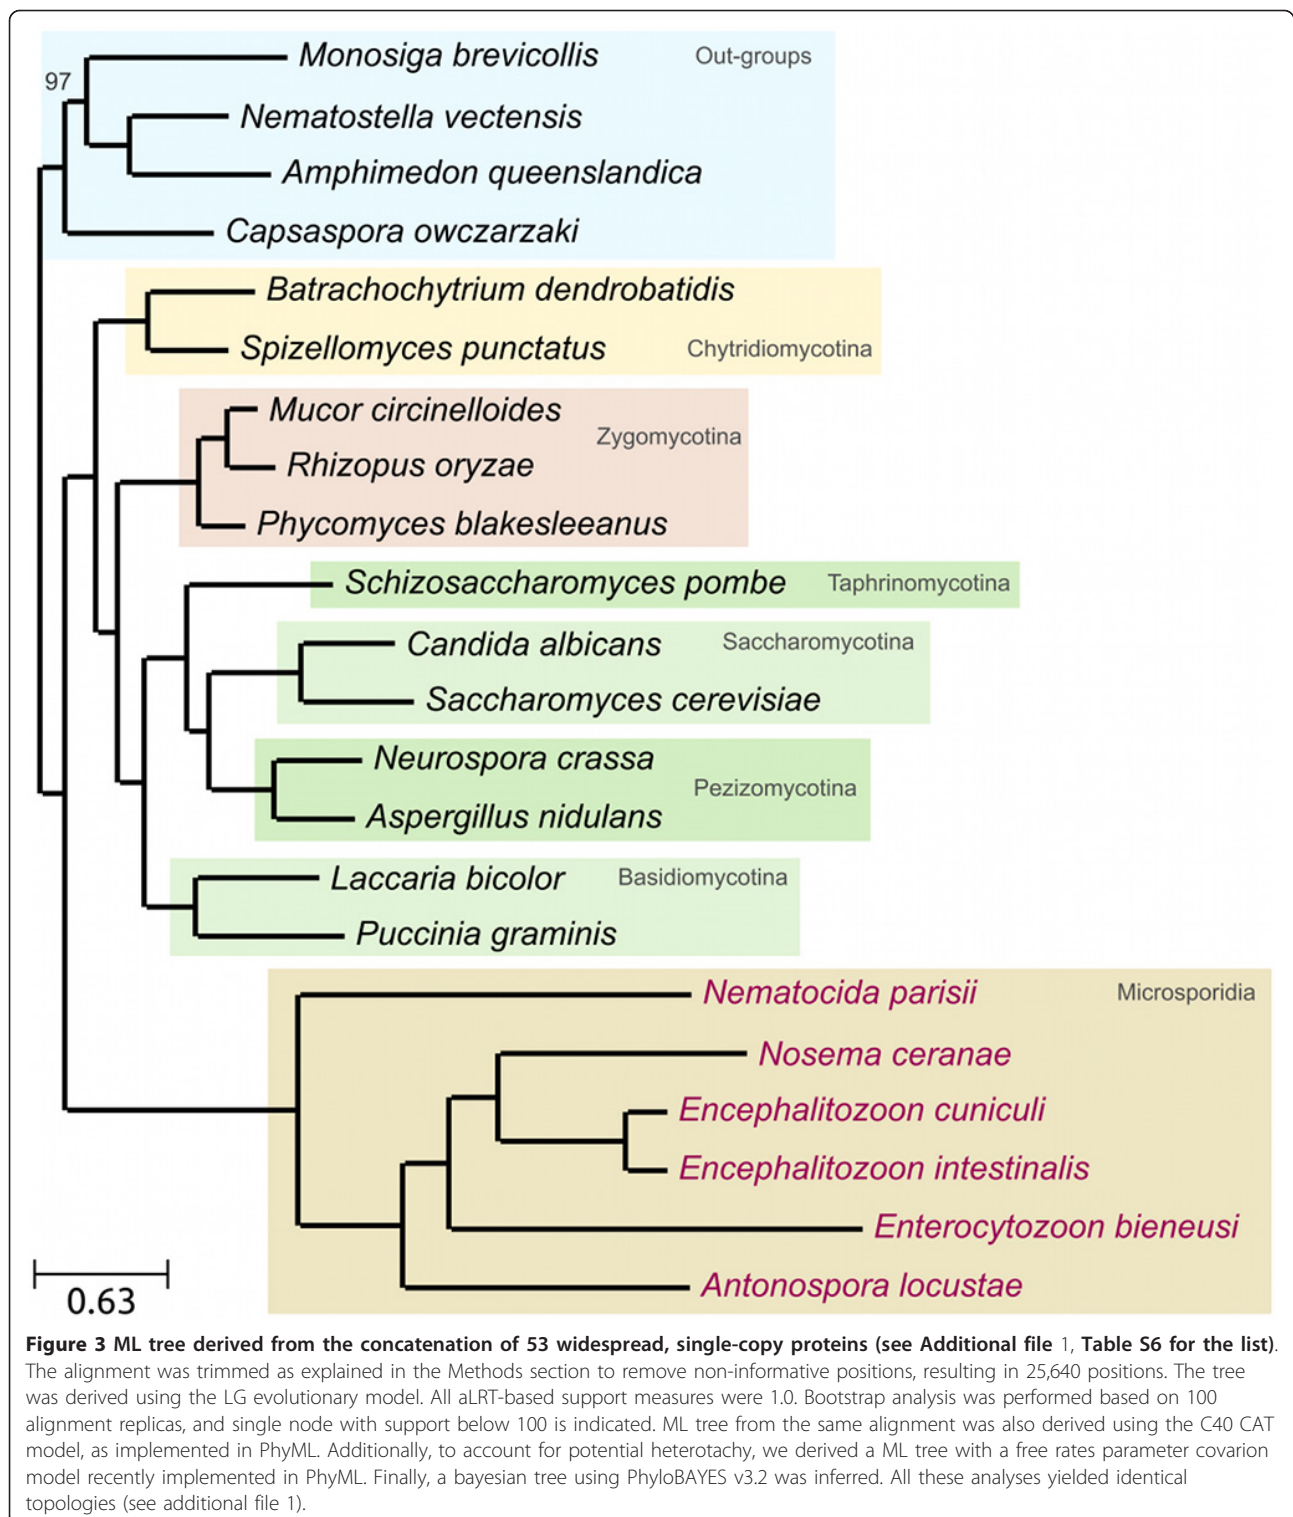 Monosiga brevicollis Out-groups
97
Nematostella vectensis
Amphimedon queenslandica
Capsaspora owczarzaki
Batrachochytrium dendrobatidis
Spizellomyces punctatus Chytridiomycotina
Mucor circinelloides
Zygomycotina
Rhizopus oryzae
Phycomyces blakesleeanus
Schizosaccharomyces pombe Taphrinomycotina
Candida albicans Saccharomycotina
Saccharomyces cerevisiae
Neurospora crassa
Pezizomycotina
Aspergillus nidulans
Laccaria bicolor Basidiomycotina
Puccinia graminis
Nematocida parisii Microsporidia
Nosema ceranae
Encephalitozoon cuniculi
Encephalitozoon intestinalis
Enterocytozoon bieneusi
Antonospora locustae
0.63
Figure 3 ML tree derived from the concatenation of 53 widespread, single-copy proteins (see Additional file 1, Table S6 for the list).
The alignment was trimmed as explained in the Methods section to remove non-informative positions, resulting in 25,640 positions. The tree
was derived using the LG evolutionary model. All aLRT-based support measures were 1.0. Bootstrap analysis was performed based on 100
alignment replicas, and single node with support below 100 is indicated. ML tree from the same alignment was also derived using the C40 CAT
model, as implemented in PhyML. Additionally, to account for potential heterotachy, we derived a ML tree with a free rates parameter covarion
model recently implemented in PhyML. Finally, a bayesian tree using PhyloBAYES v3.2 was inferred. All these analyses yielded identical
topologies (see additional file 1).